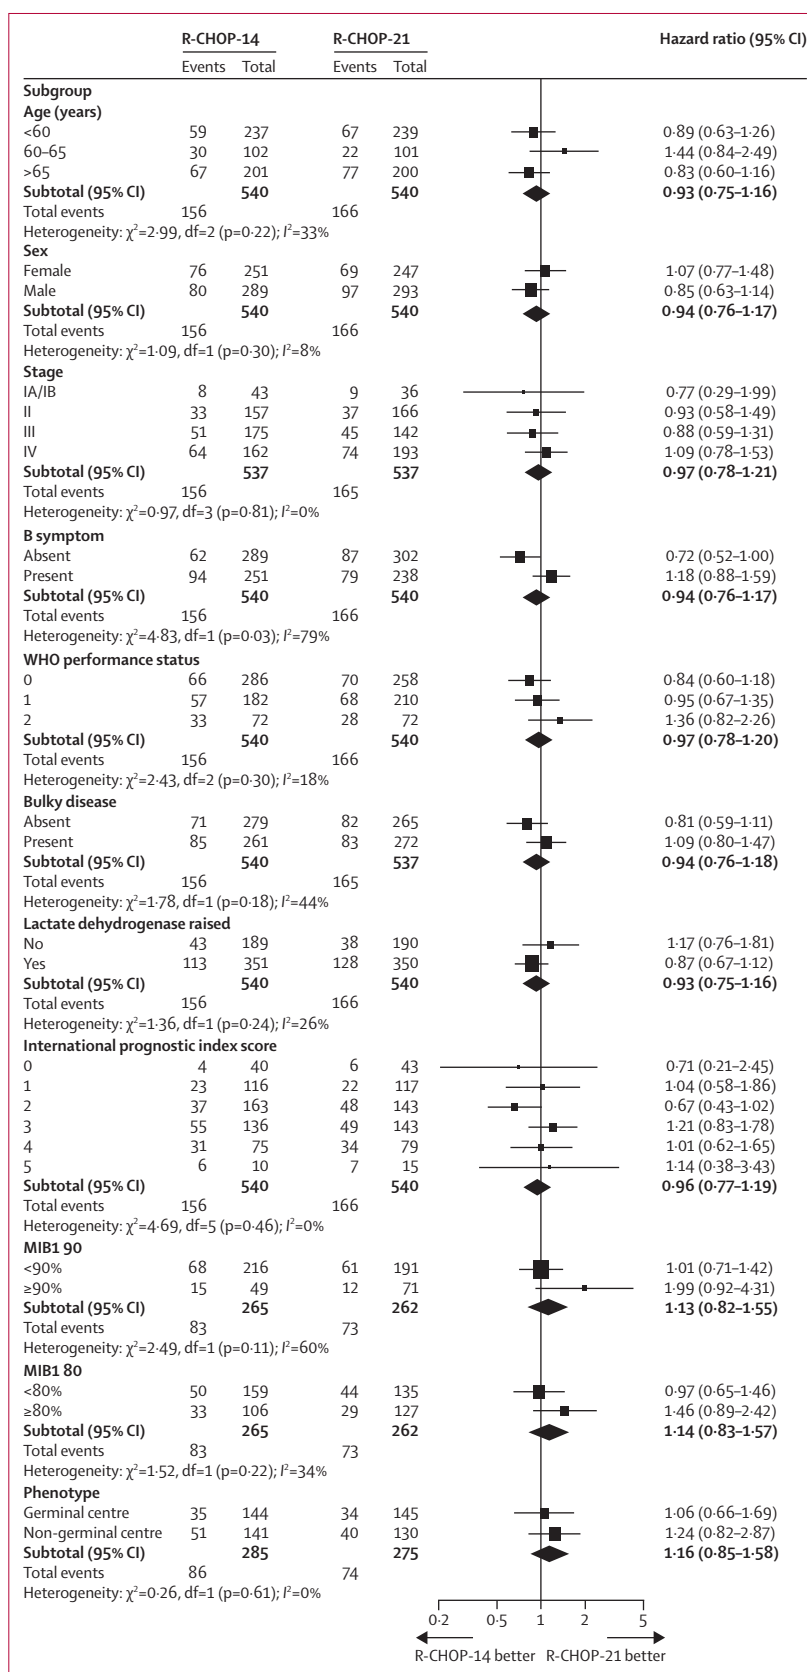 R-CHOP-14 R-CHOP-21 Hazard ratio (95% CI)
Events Total Events Total
Subgroup
Age (years)
<60 59 237 67 239 0·89 (0·63–1·26)
60–65 30 102 22 101 1·44 (0·84–2·49)
>65 67 201 77 200 0·83 (0·60–1·16)
Subtotal (95% CI) 540 540 0·93 (0·75–1·16)
Total events 156 166
Heterogeneity: χ²=2·99, df=2 (p=0·22); I²=33%
Sex
Female 76 251 69 247 1·07 (0·77–1·48)
Male 80 289 97 293 0·85 (0·63–1·14)
Subtotal (95% CI) 540 540 0·94 (0·76–1·17)
Total events 156 166
Heterogeneity: χ²=1·09, df=1 (p=0·30); I²=8%
Stage
IA/IB 8 43 9 36 0·77 (0·29–1·99)
II 33 157 37 166 0·93 (0·58–1·49)
III 51 175 45 142 0·88 (0·59–1·31)
IV 64 162 74 193 1·09 (0·78–1·53)
Subtotal (95% CI) 537 537 0·97 (0·78–1·21)
Total events 156 165
Heterogeneity: χ²=0·97, df=3 (p=0·81); I²=0%
B symptom
Absent 62 289 87 302 0·72 (0·52–1·00)
Present 94 251 79 238 1·18 (0·88–1·59)
Subtotal (95% CI) 540 540 0·94 (0·76–1·17)
Total events 156 166
Heterogeneity: χ²=4·83, df=1 (p=0·03); I²=79%
WHO performance status
0 66 286 70 258 0·84 (0·60–1·18)
1 57 182 68 210 0·95 (0·67–1·35)
2 33 72 28 72 1·36 (0·82–2·26)
Subtotal (95% CI) 540 540 0·97 (0·78–1·20)
Total events 156 166
Heterogeneity: χ²=2·43, df=2 (p=0·30); I²=18%
Bulky disease
Absent 71 279 82 265 0·81 (0·59–1·11)
Present 85 261 83 272 1·09 (0·80–1·47)
Subtotal (95% CI) 540 537 0·94 (0·76–1·18)
Total events 156 165
Heterogeneity: χ²=1·78, df=1 (p=0·18); I²=44%
Lactate dehydrogenase raised
No 43 189 38 190 1·17 (0·76–1·81)
Yes 113 351 128 350 0·87 (0·67–1·12)
Subtotal (95% CI) 540 540 0·93 (0·75–1·16)
Total events 156 166
Heterogeneity: χ²=1·36, df=1 (p=0·24); I²=26%
International prognostic index score
0 4 40 6 43 0·71 (0·21–2·45)
1 23 116 22 117 1·04 (0·58–1·86)
2 37 163 48 143 0·67 (0·43–1·02)
3 55 136 49 143 1·21 (0·83–1·78)
4 31 75 34 79 1·01 (0·62–1·65)
5 6 10 7 15 1·14 (0·38–3·43)
Subtotal (95% CI) 540 540 0·96 (0·77–1·19)
Total events 156 166
Heterogeneity: χ²=4·69, df=5 (p=0·46); I²=0%
MIB1 90
<90% 68 216 61 191 1·01 (0·71–1·42)
≥90% 15 49 12 71 1·99 (0·92–4·31)
Subtotal (95% CI) 265 262 1·13 (0·82–1·55)
Total events 83 73
Heterogeneity: χ²=2·49, df=1 (p=0·11); I²=60%
MIB1 80
<80% 50 159 44 135 0·97 (0·65–1·46)
≥80% 33 106 29 127 1·46 (0·89–2·42)
Subtotal (95% CI) 265 262 1·14 (0·83–1·57)
Total events 83 73
Heterogeneity: χ²=1·52, df=1 (p=0·22); I²=34%
Phenotype
Germinal centre 35 144 34 145 1·06 (0·66–1·69)
Non-germinal centre 51 141 40 130 1·24 (0·82–2·87)
Subtotal (95% CI) 285 275 1·16 (0·85–1·58)
Total events 86 74
Heterogeneity: χ²=0·26, df=1 (p=0·61); I²=0%
0·2 0·5 1 2 5
R-CHOP-14 better R-CHOP-21 better